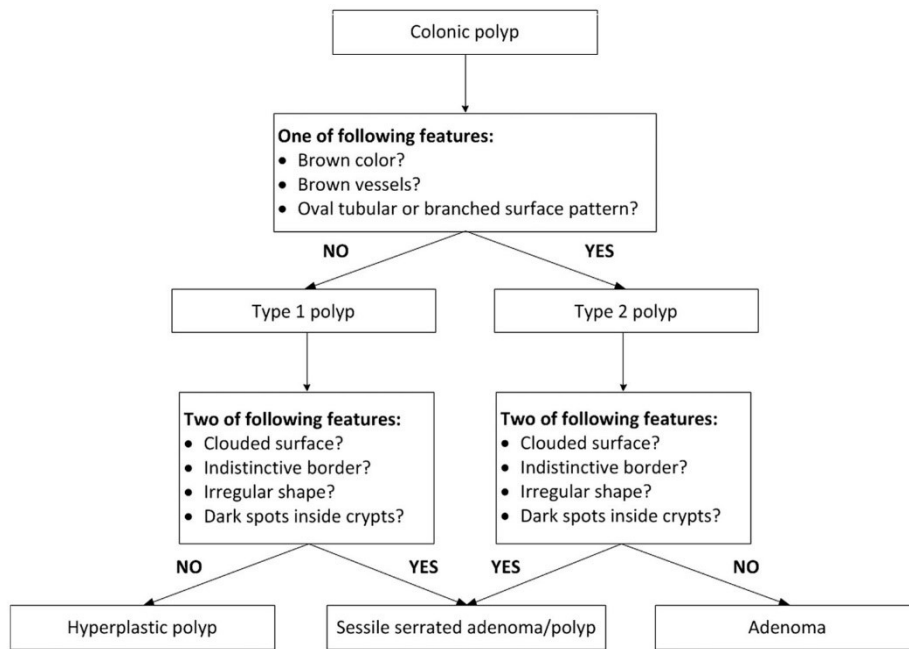 Colonic polyp
One of following features:
• Brown color?
• Brown vessels?
• Oval tubular or branched surface pattern?
NO
YES
Type 1 polyp
Type 2 polyp
Two of following features:
• Clouded surface?
• Indistinctive border?
• Irregular shape?
• Dark spots inside crypts?
Two of following features:
• Clouded surface?
• Indistinctive border?
• Irregular shape?
• Dark spots inside crypts?
NO
YES
YES
NO
Hyperplastic polyp
Sessile serrated adenoma/polyp
Adenoma